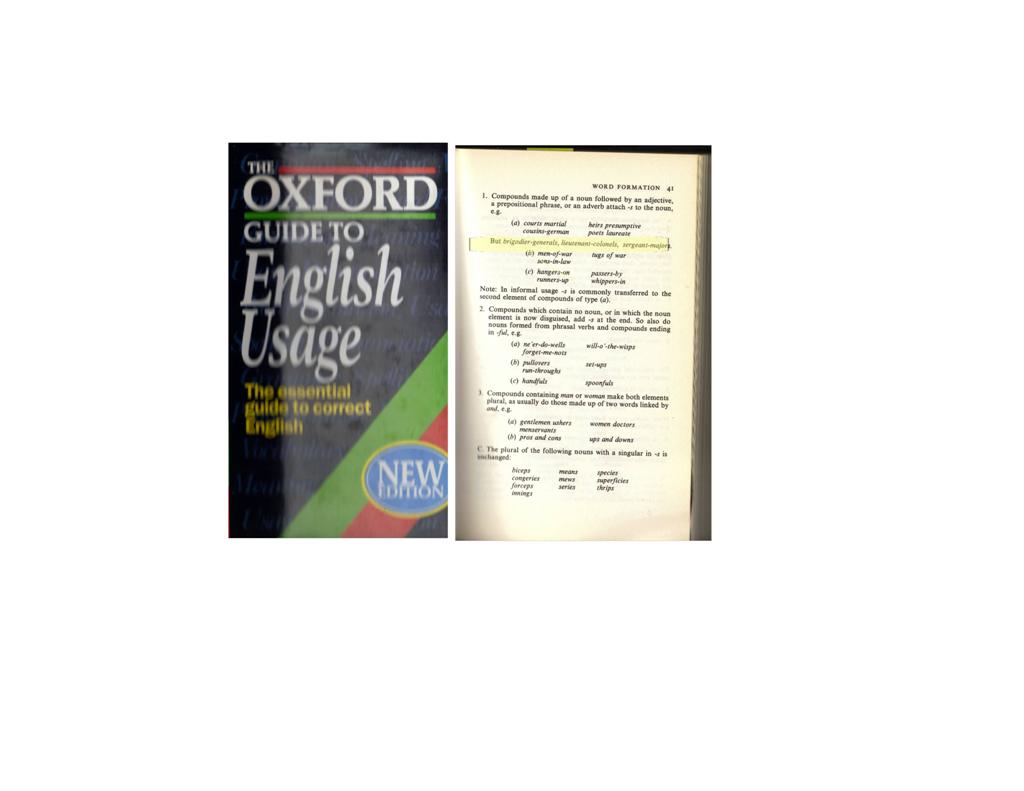 THE
OXFORD
GUIDE TO
English
Usage
The essential
guide to correct
English
NEW
EDITION
WORD FORMATION 41
1. Compounds made up of a noun followed by an adjective,
a prepositional phrase, or an adverb attach -s to the noun,
e.g.
(a) courts martial heirs presumptive
cousins-german poets laureate
But brigadier-generals, lieutenant-colonels, sergeant-majors.
(b) men-of-war tugs of war
sons-in-law
(c) hangers-on passers-by
runners-up whippers-in
Note: In informal usage -s is commonly transferred to the
second element of compounds of type (a).
2. Compounds which contain no noun, or in which the noun
element is now disguised, add -s at the end. So also do
nouns formed from phrasal verbs and compounds ending
in -ful, e.g.
(a) ne'er-do-wells will-o'-the-wisps
forget-me-nots
(b) pullovers set-ups
run-throughs
(c) handfuls spoonfuls
3. Compounds containing man or woman make both elements
plural, as usually do those made up of two words linked by
and, e.g.
(a) gentlemen ushers women doctors
menservants
(b) pros and cons ups and downs
C. The plural of the following nouns with a singular in -s is
unchanged:
biceps means species
congeries mews superficies
forceps series thrips
innings